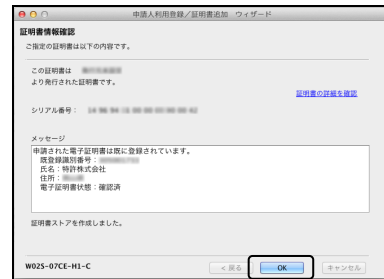 申請人利用登録／証明書追加 ウィザード
証明書情報確認
ご指定の証明書は以下の内容です。
この証明書は
より発行された証明書です。
証明書の詳細を確認
シリアル番号：
メッセージ
申請された電子証明書は既に登録されています。
既登録識別番号：
氏名：特許株式会社
住所：
電子証明書状態：確認済
証明書ストアを作成しました。
W02S-07CE-H1-C
< 戻る
OK
キャンセル